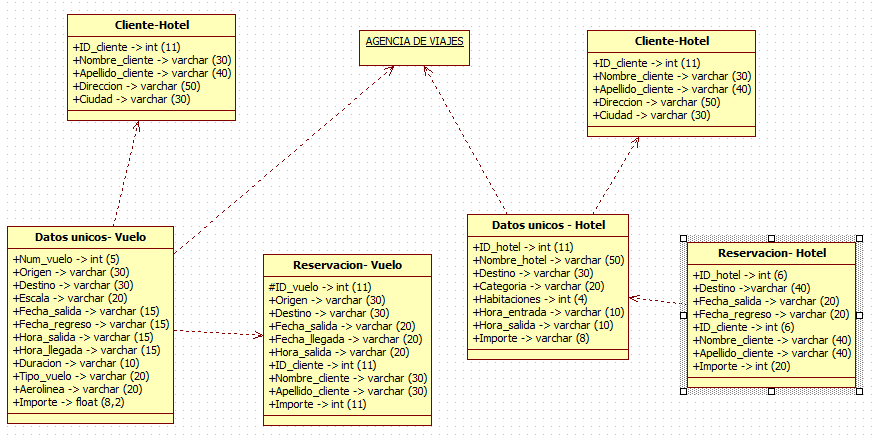 Cliente-Hotel
+ID_cliente -> int (11)
+Nombre_cliente -> varchar (30)
+Apellido_cliente -> varchar (40)
+Direccion -> varchar (50)
+Ciudad -> varchar (30)
AGENCIA DE VIAJES
Cliente-Hotel
+ID_cliente -> int (11)
+Nombre_cliente -> varchar (30)
+Apellido_cliente -> varchar (40)
+Direccion -> varchar (50)
+Ciudad -> varchar (30)
Datos unicos- Vuelo
+Num_vuelo -> int (5)
+Origen -> varchar (30)
+Destino -> varchar (30)
+Escala -> varchar (20)
+Fecha_salida -> varchar (15)
+Fecha_regreso -> varchar (15)
+Hora_salida -> varchar (15)
+Hora_llegada -> varchar (15)
+Duracion -> varchar (10)
+Tipo_vuelo -> varchar (20)
+Aerolinea -> varchar (20)
+Importe -> float (8,2)
Reservacion- Vuelo
#ID_vuelo -> int (11)
+Origen -> varchar (30)
+Destino -> varchar (30)
+Fecha_salida -> varchar (20)
+Fecha_llegada -> varchar (20)
+Hora_salida -> varchar (20)
+ID_cliente -> int (11)
+Nombre_cliente -> varchar (30)
+Apellido_cliente -> varchar (30)
+Importe -> int (11)
Datos unicos - Hotel
+ID_hotel -> int (11)
+Nombre_hotel -> varchar (50)
+Destino -> varchar (30)
+Categoria -> varchar (20)
+Habitaciones -> int (4)
+Hora_entrada -> varchar (10)
+Hora_salida -> varchar (10)
+Importe -> varchar (8)
Reservacion- Hotel
+ID_hotel -> int (6)
+Destino ->varchar (40)
+Fecha_salida -> varchar (20)
+Fecha_regreso -> varchar (20)
+ID_cliente -> int (6)
+Nombre_cliente -> varchar (40)
+Apellido_cliente -> varchar (40)
+Importe -> int (20)